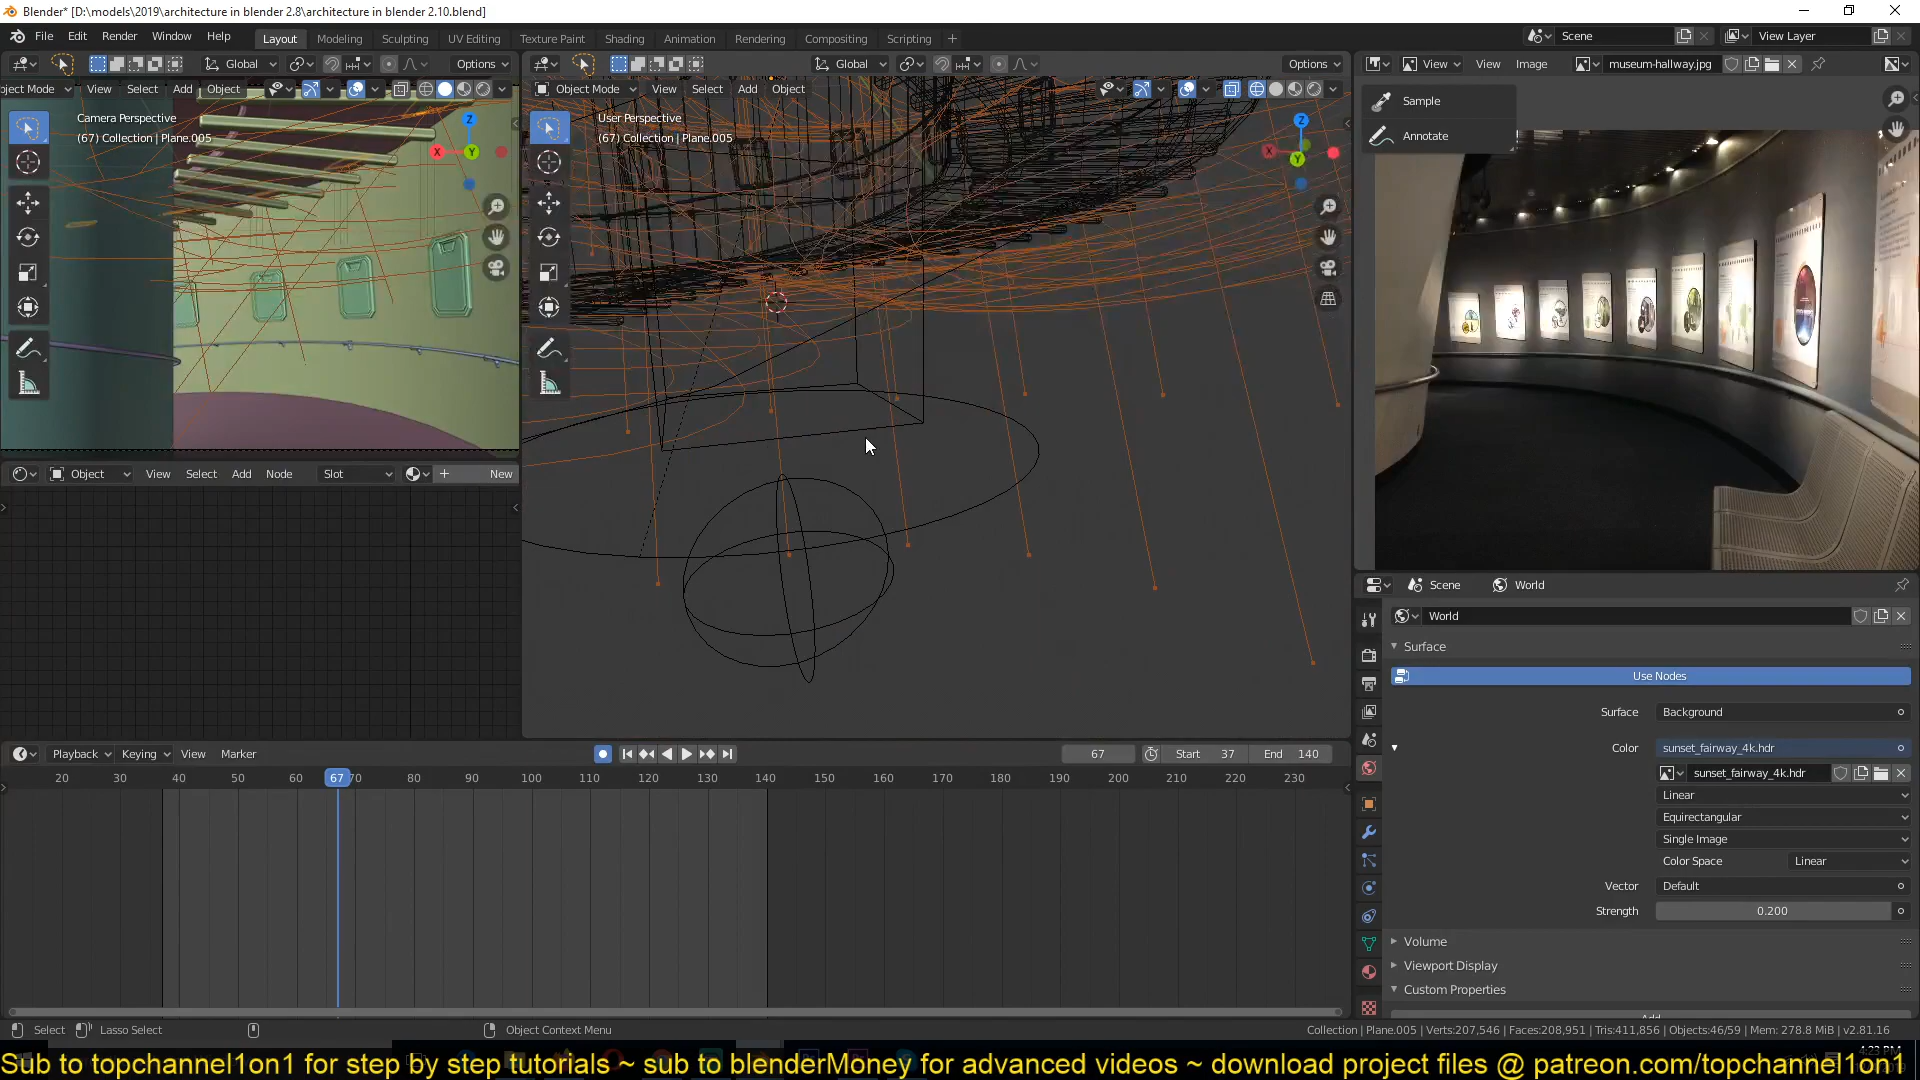 Blender* [D:\models\2019\architecture in blender 2.8\architecture in blender 2.10.blend]
File Edit Render Window Help Layout Modeling Sculpting UV Editing Texture Paint Shading Animation Rendering Compositing Scripting Scene View Layer
Global Options Global Options View View Image museum-hallway.jpg
bject Mode View Select Add Object Object Mode View Select Add Object
Camera Perspective
(67) Collection | Plane.005
User Perspective
(67) Collection | Plane.005
Sample
Annotate
Object View Select Add Node Slot New
Scene World
World
Surface
Use Nodes
Surface Background
Color sunset_fairway_4k.hdr
sunset_fairway_4k.hdr
Linear
Equirectangular
Single Image
Color Space Linear
Vector Default
Strength 0.200
Volume
Viewport Display
Custom Properties
Playback Keying View Marker 67 Start 37 End 140
20 30 40 50 60 67 70 80 90 100 110 120 130 140 150 160 170 180 190 200 210 220 230
Select Lasso Select Object Context Menu Collection | Plane.005 | Verts:207,546 | Faces:208,951 | Tris:411,856 | Objects:46/59 | Mem: 278.8 MiB | v2.81.16
4:23 PM
Sub to topchannel1on1 for step by step tutorials ~ sub to blenderMoney for advanced videos ~ download project files @ patreon.com/topchannel1on1